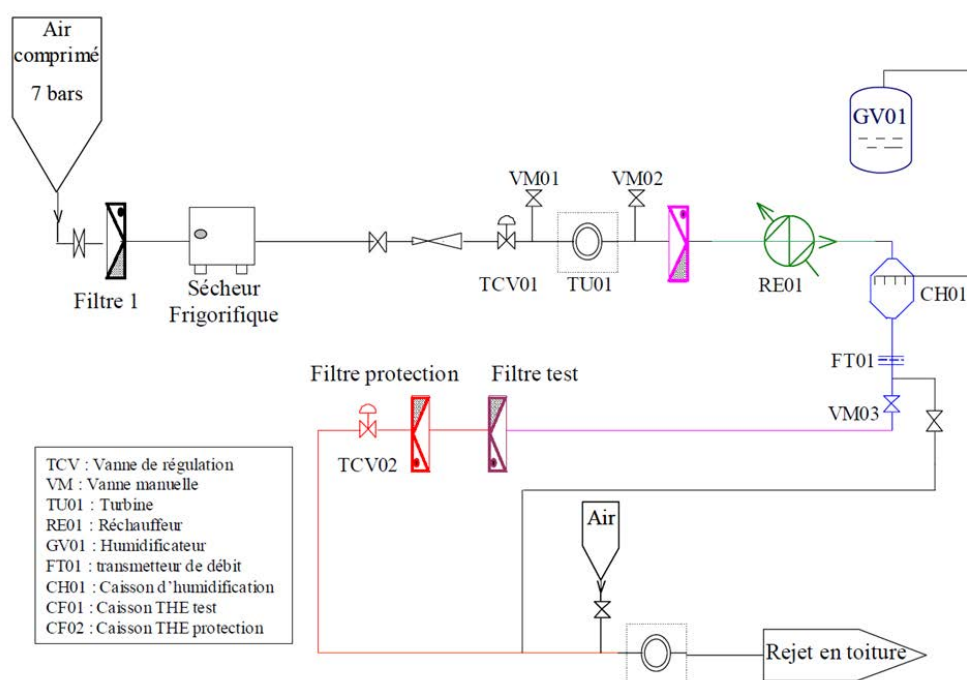 Air
comprimé
7 bars
GV01
VM01
VM02
Filtre 1
Sécheur
Frigorifique
TCV01
TU01
RE01
CH01
FT01
VM03
Filtre protection
Filtre test
TCV02
TCV : Vanne de régulation
VM : Vanne manuelle
TU01 : Turbine
RE01 : Réchauffeur
GV01 : Humidificateur
FT01 : transmetteur de débit
CH01 : Caisson d'humidification
CF01 : Caisson THE test
CF02 : Caisson THE protection
Air
Rejet en toiture